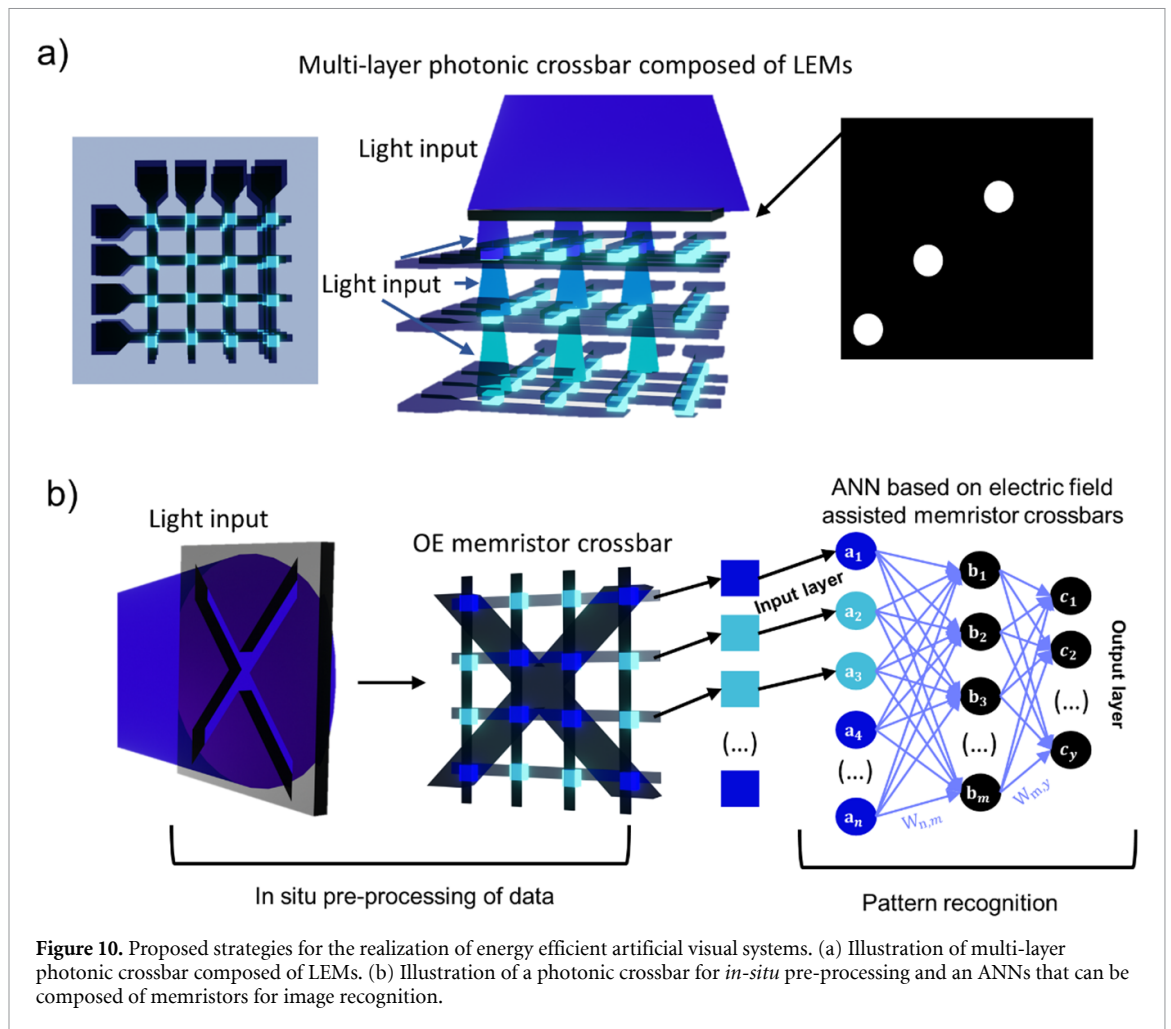 a)
Multi-layer photonic crossbar composed of LEMs
Light input
Light input
b)
Light input
OE memristor crossbar
ANN based on electric field
assisted memristor crossbars
Input layer
(...)
a1
a2
a3
a4
(...)
an
b1
b2
b3
(...)
bm
c1
c2
(...)
cy
Output layer
Wn,m
Wm,y
In situ pre-processing of data
Pattern recognition
Figure 10. Proposed strategies for the realization of energy efficient artificial visual systems. (a) Illustration of multi-layer
photonic crossbar composed of LEMs. (b) Illustration of a photonic crossbar for in-situ pre-processing and an ANNs that can be
composed of memristors for image recognition.